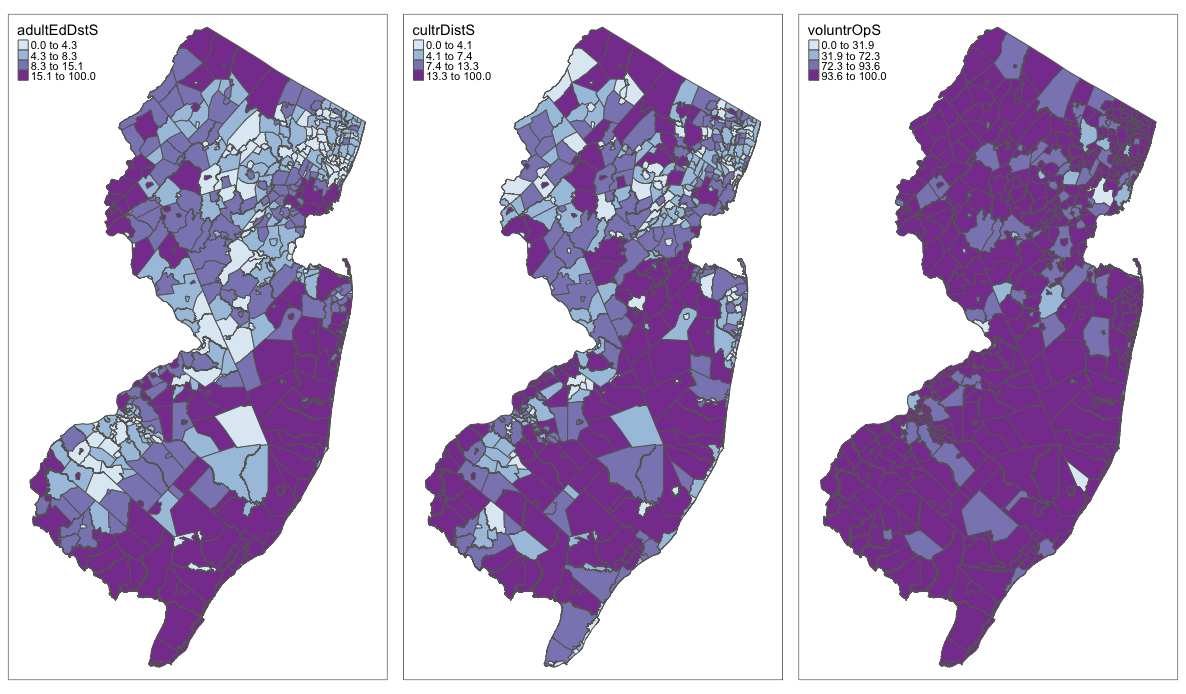 adultEdDstS
0.0 to 4.3
4.3 to 8.3
8.3 to 15.1
15.1 to 100.0
cultrDistS
0.0 to 4.1
4.1 to 7.4
7.4 to 13.3
13.3 to 100.0
voluntrOpS
0.0 to 31.9
31.9 to 72.3
72.3 to 93.6
93.6 to 100.0